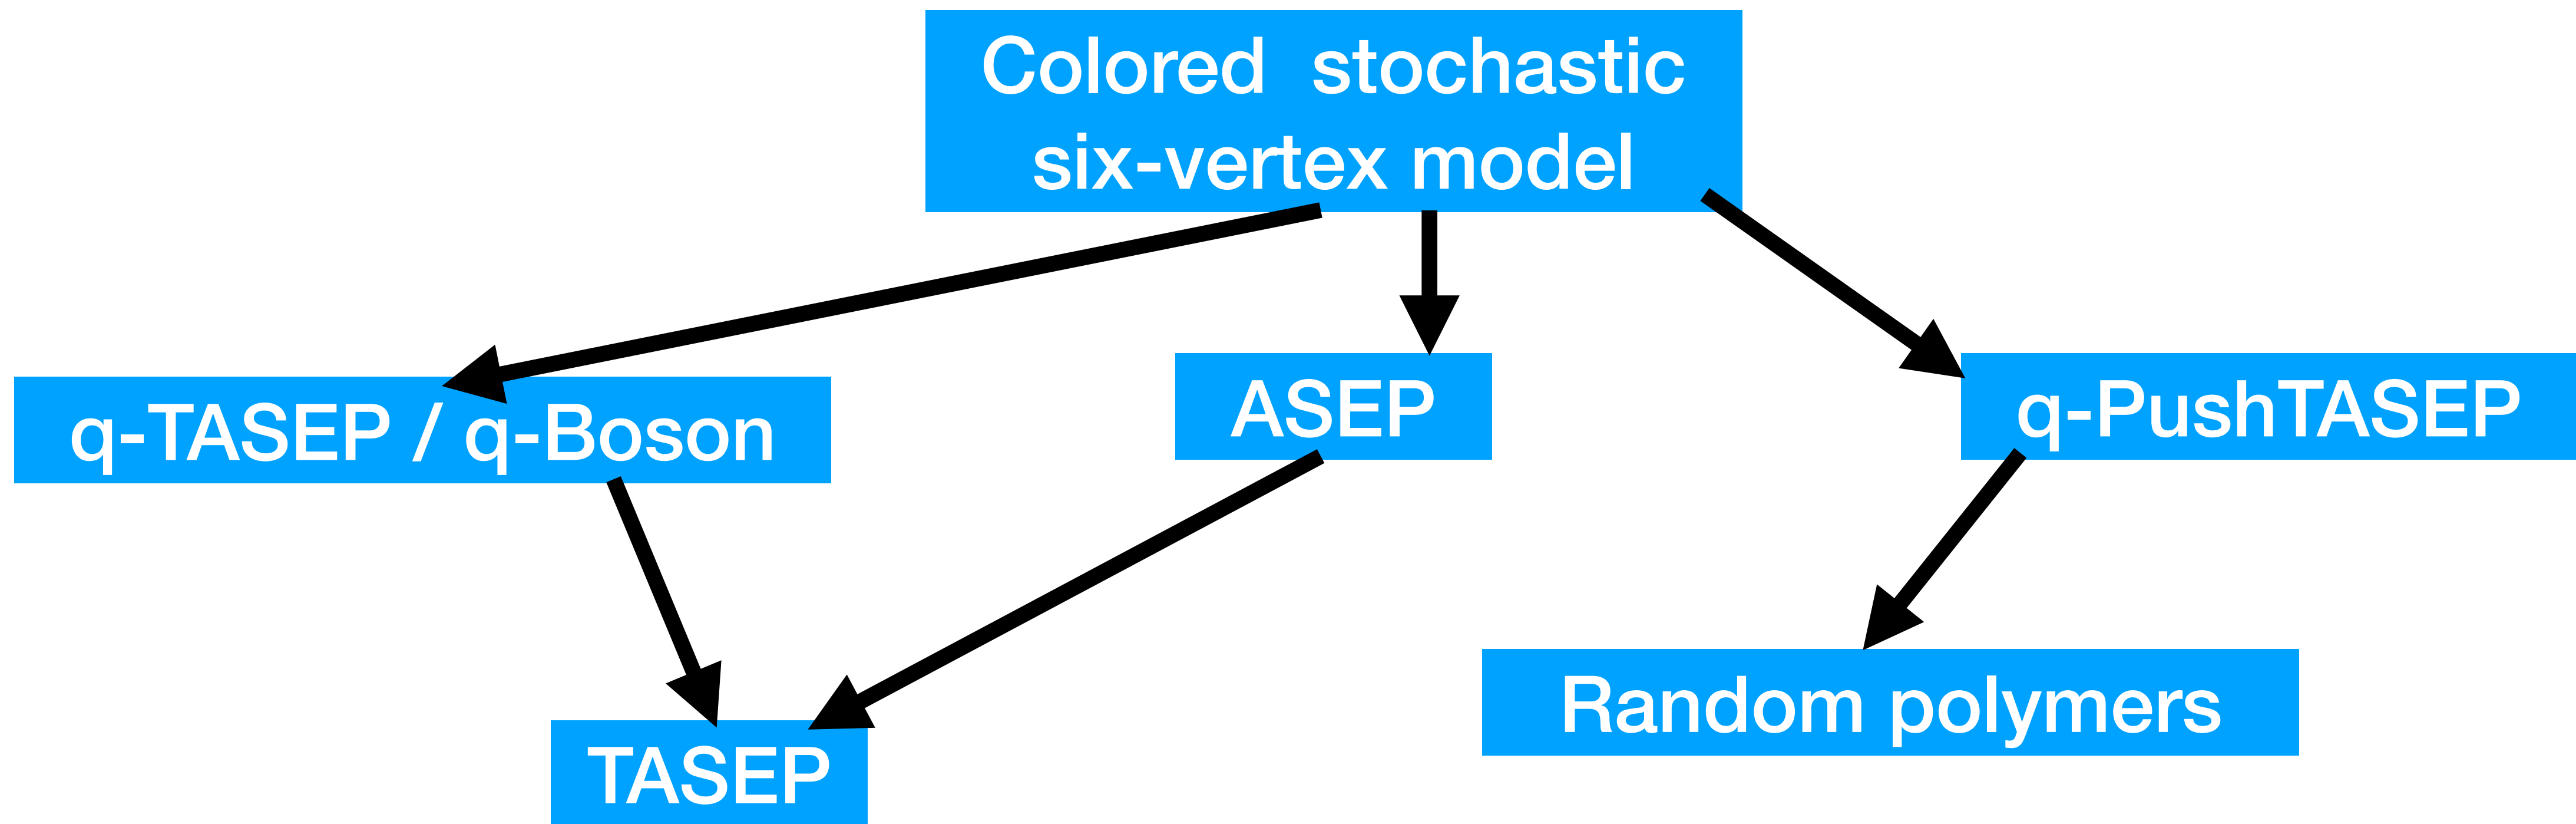 Colored stochastic
six-vertex model
q-TASEP / q-Boson
ASEP
q-PushTASEP
Random polymers
TASEP